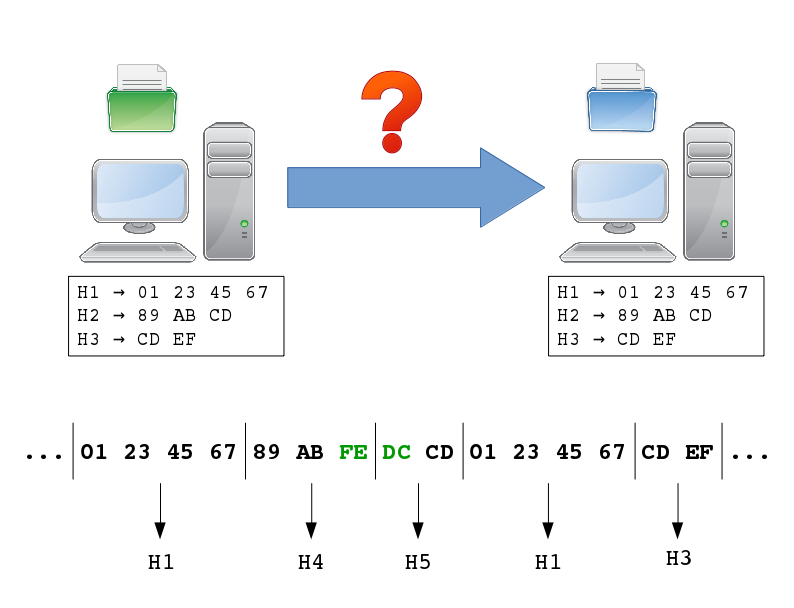 ?
H1 → 01 23 45 67
H2 → 89 AB CD
H3 → CD EF
H1 → 01 23 45 67
H2 → 89 AB CD
H3 → CD EF
... 01 23 45 67 89 AB FE DC CD 01 23 45 67 CD EF ...
H1 H4 H5 H1 H3